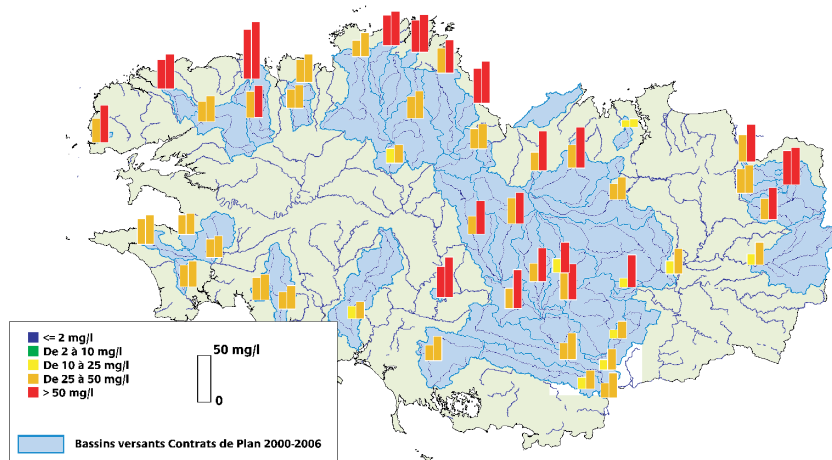 <= 2 mg/l
De 2 à 10 mg/l
De 10 à 25 mg/l
De 25 à 50 mg/l
> 50 mg/l
50 mg/l
0
Bassins versants Contrats de Plan 2000-2006